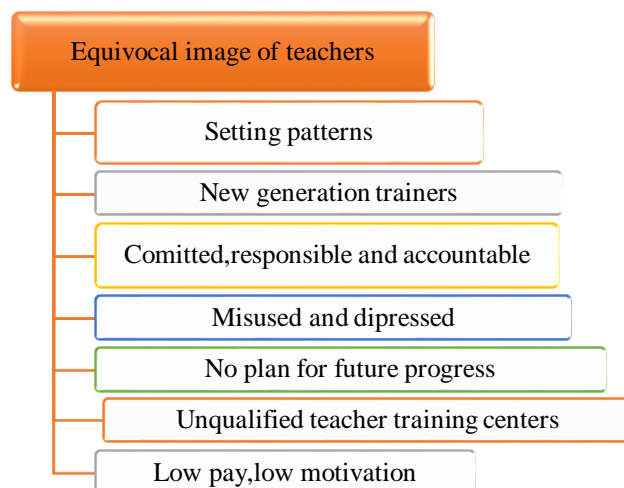 Equivocal image of teachers
Setting patterns
New generation trainers
Comitted,responsible and accountable
Misused and dipressed
No plan for future progress
Unqualified teacher training centers
Low pay,low motivation